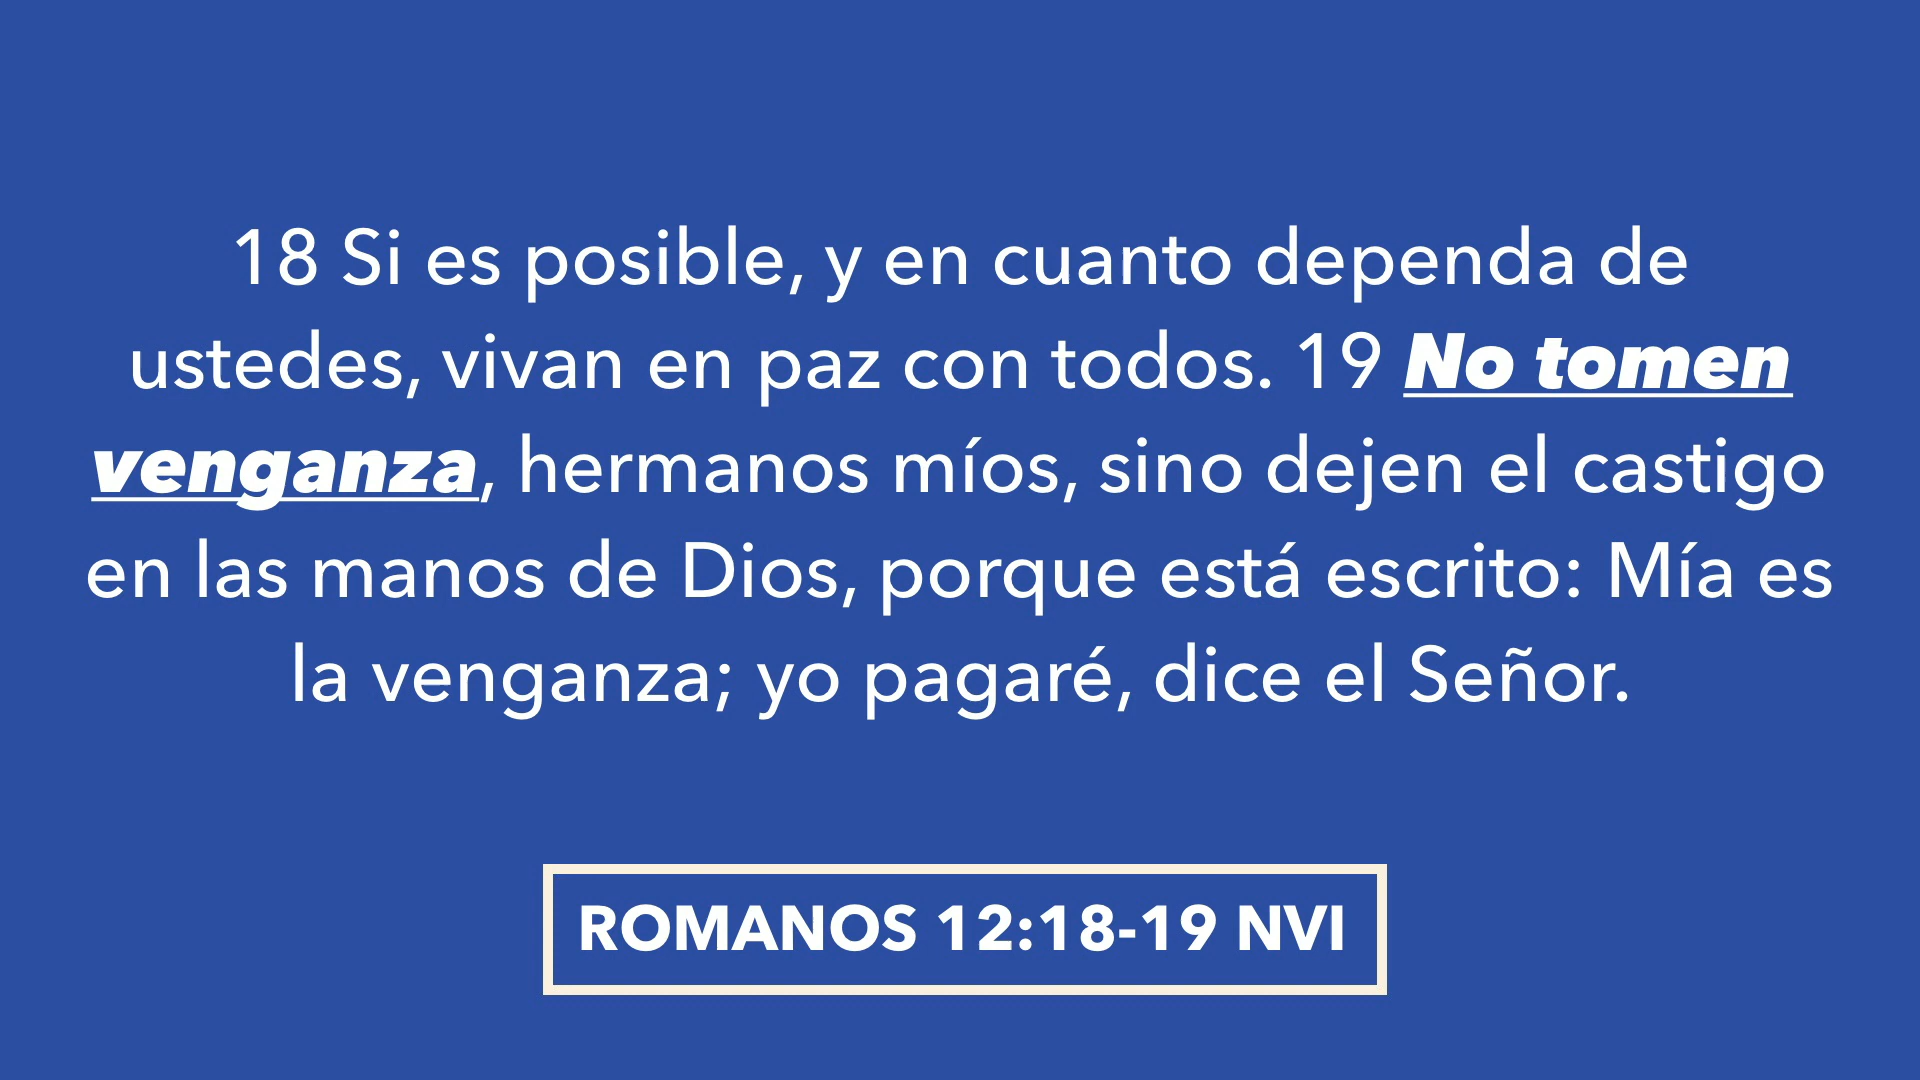 18 Si es posible, y en cuanto dependa de
ustedes, vivan en paz con todos. 19 No tomen
venganza, hermanos míos, sino dejen el castigo
en las manos de Dios, porque está escrito: Mía es
la venganza; yo pagaré, dice el Señor.
ROMANOS 12:18-19 NVI